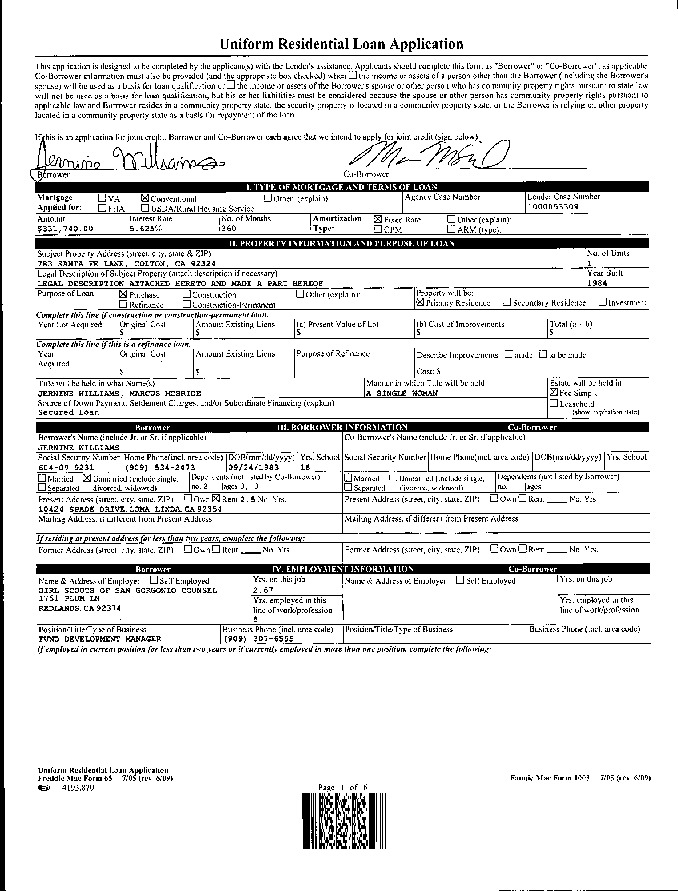 Uniform Residential Loan Application
This application is designed to be completed by the applicant(s) with the Lender's assistance. Applicants should complete this form as "Borrower" or "Co-Borrower", as applicable.
Co-Borrower information must also be provided (and the appropriate box checked) when ☐ the income or assets of a person other than the Borrower (including the Borrower's
spouse) will be used as a basis for loan qualification or ☐ the income or assets of the Borrower's spouse or other person who has community property rights pursuant to state law
will not be used as a basis for loan qualification, but his or her liabilities must be considered because the spouse or other person has community property rights pursuant to
applicable law and Borrower resides in a community property state, the security property is located in a community property state, or the Borrower is relying on other property
located in a community property state as a basis for repayment of the loan.
If this is an application for joint credit, Borrower and Co-Borrower each agree that we intend to apply for joint credit (sign below):
Jernine Williams
Borrower Co-Borrower
I. TYPE OF MORTGAGE AND TERMS OF LOAN
Mortgage ☐ VA ☒ Conventional ☐ Other (explain): Agency Case Number Lender Case Number
Applied for: ☐ FHA ☐ USDA/Rural Housing Service 1000053309
Amount Interest Rate No. of Months Amortization ☒ Fixed Rate ☐ Other (explain):
$331,740.00 5.625% 360 Type: ☐ GPM ☐ ARM (type):
II. PROPERTY INFORMATION AND PURPOSE OF LOAN
Subject Property Address (street, city, state & ZIP) No. of Units
783 SANTA FE LANE, COLTON, CA 92324 1
Legal Description of Subject Property (attach description if necessary) Year Built
LEGAL DESCRIPTION ATTACHED HERETO AND MADE A PART HEREOF 1984
Purpose of Loan ☒ Purchase ☐ Construction ☐ Other (explain): Property will be:
☐ Refinance ☐ Construction-Permanent ☒ Primary Residence ☐ Secondary Residence ☐ Investment
Complete this line if construction or construction-permanent loan.
Year Lot Acquired Original Cost Amount Existing Liens (a) Present Value of Lot (b) Cost of Improvements Total (a + b)
$ $ $ $ $
Complete this line if this is a refinance loan.
Year Original Cost Amount Existing Liens Purpose of Refinance Describe Improvements ☐ made ☐ to be made
Acquired
$ $ Cost: $
Title will be held in what Name(s) Manner in which Title will be held Estate will be held in
JERNINE WILLIAMS, MARCUS MCBRIDE A SINGLE WOMAN ☒ Fee Simple
Source of Down Payment, Settlement Charges, and/or Subordinate Financing (explain) ☐ Leasehold
Secured Loan (show expiration date)
Borrower III. BORROWER INFORMATION Co-Borrower
Borrower's Name (include Jr. or Sr. if applicable) Co-Borrower's Name (include Jr. or Sr. if applicable)
JERNINE WILLIAMS
Social Security Number Home Phone (incl. area code) DOB (mm/dd/yyyy) Yrs. School Social Security Number Home Phone (incl. area code) DOB (mm/dd/yyyy) Yrs. School
604-09-5231 (909) 534-2473 09/24/1983 18
☐ Married ☒ Unmarried (include single, Dependents (not listed by Co-Borrower) ☐ Married ☐ Unmarried (include single, Dependents (not listed by Borrower)
☐ Separated divorced, widowed) no. 2 ages ☐ Separated divorced, widowed) no. ages
Present Address (street, city, state, ZIP) ☐ Own ☒ Rent 2.5 No. Yrs. Present Address (street, city, state, ZIP) ☐ Own ☐ Rent No. Yrs.
10424 SPADE DRIVE, LOMA LINDA, CA 92354
Mailing Address, if different from Present Address Mailing Address, if different from Present Address
If residing at present address for less than two years, complete the following:
Former Address (street, city, state, ZIP) ☐ Own ☐ Rent No. Yrs. Former Address (street, city, state, ZIP) ☐ Own ☐ Rent No. Yrs.
Borrower IV. EMPLOYMENT INFORMATION Co-Borrower
Name & Address of Employer ☐ Self Employed Yrs. on this job Name & Address of Employer ☐ Self Employed Yrs. on this job
GIRL SCOUTS OF SAN GORGONIO COUNSEL 2.67
1751 PLUM LN Yrs. employed in this Yrs. employed in this
REDLANDS, CA 92374 line of work/profession line of work/profession
Position/Title/Type of Business Business Phone (incl. area code) Position/Title/Type of Business Business Phone (incl. area code)
FUND DEVELOPMENT MANAGER (909) 307-6555
If employed in current position for less than two years or if currently employed in more than one position, complete the following:
Uniform Residential Loan Application
Freddie Mac Form 65 7/05 (rev. 6/09) Fannie Mae Form 1003 7/05 (rev. 6/09)
4193.879 Page 1 of 6